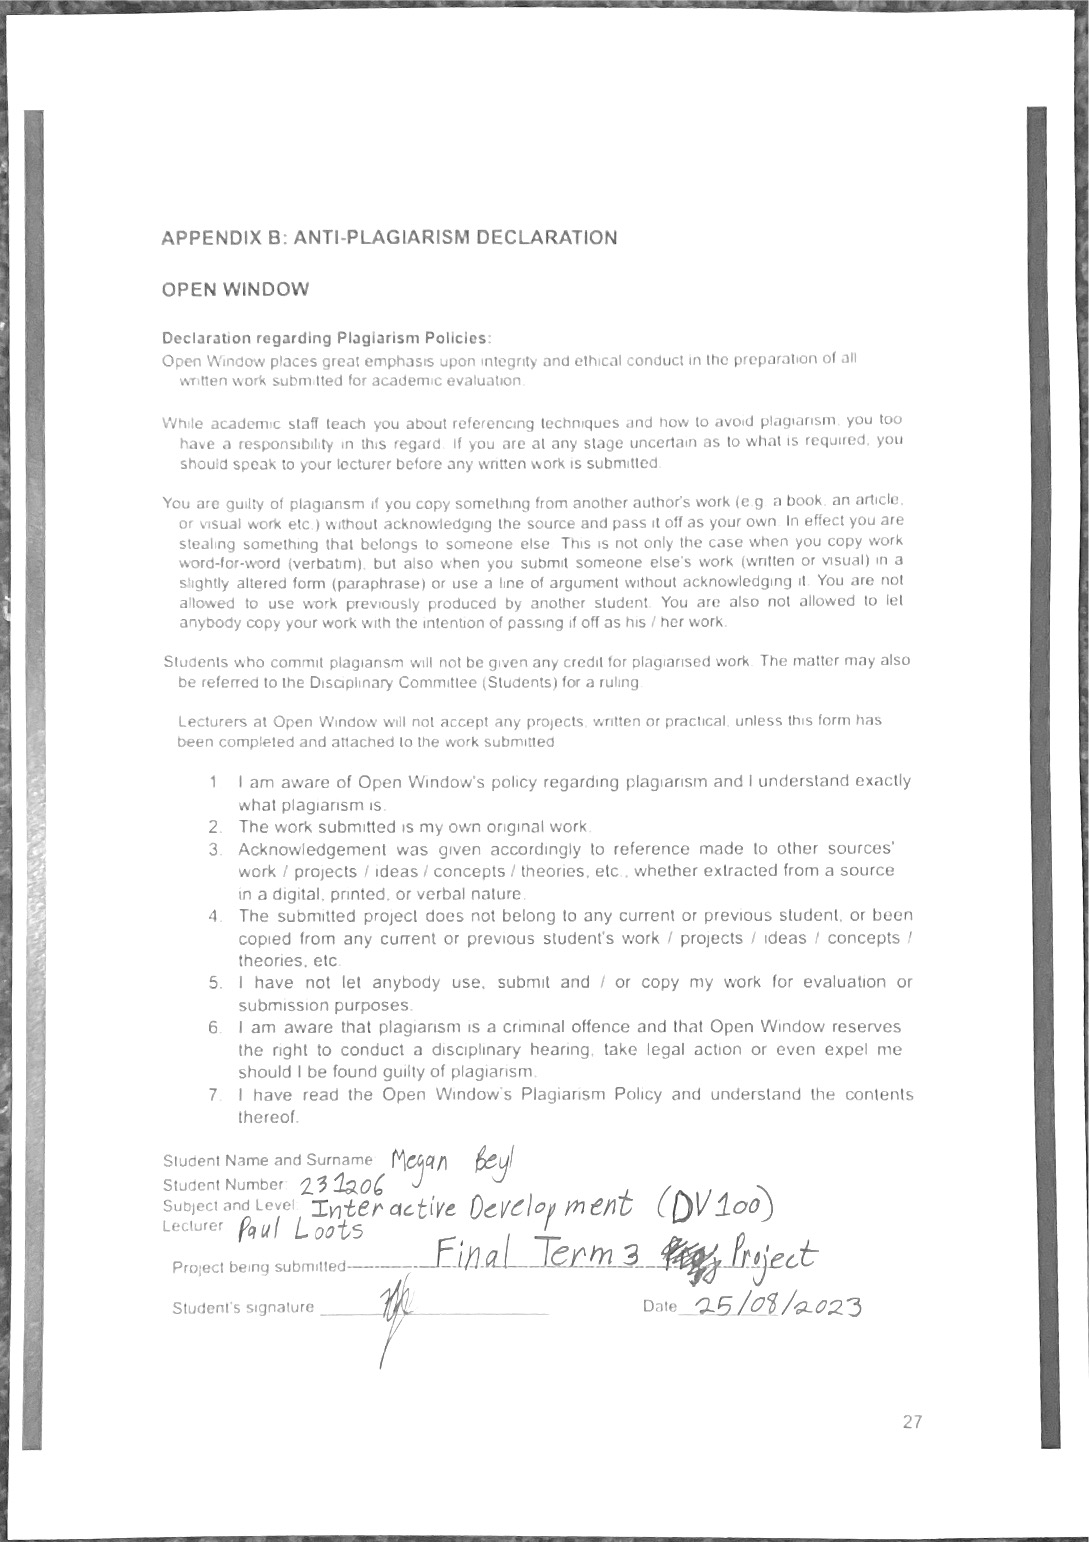 APPENDIX B: ANTI-PLAGIARISM DECLARATION
OPEN WINDOW
Declaration regarding Plagiarism Policies:
Open Window places great emphasis upon integrity and ethical conduct in the preparation of all
written work submitted for academic evaluation.
While academic staff teach you about referencing techniques and how to avoid plagiarism, you too
have a responsibility in this regard. If you are at any stage uncertain as to what is required, you
should speak to your lecturer before any written work is submitted.
You are guilty of plagiarism if you copy something from another author's work (e.g. a book, an article,
or visual work etc.) without acknowledging the source and pass it off as your own. In effect you are
stealing something that belongs to someone else. This is not only the case when you copy work
word-for-word (verbatim), but also when you submit someone else's work (written or visual) in a
slightly altered form (paraphrase) or use a line of argument without acknowledging it. You are not
allowed to use work previously produced by another student. You are also not allowed to let
anybody copy your work with the intention of passing if off as his / her work.
Students who commit plagiarism will not be given any credit for plagiarised work. The matter may also
be referred to the Disciplinary Committee (Students) for a ruling.
Lecturers at Open Window will not accept any projects, written or practical, unless this form has
been completed and attached to the work submitted
1 I am aware of Open Window's policy regarding plagiarism and I understand exactly
what plagiarism is.
2. The work submitted is my own original work.
3. Acknowledgement was given accordingly to reference made to other sources'
work / projects / ideas / concepts / theories, etc., whether extracted from a source
in a digital, printed, or verbal nature.
4. The submitted project does not belong to any current or previous student, or been
copied from any current or previous student's work / projects / ideas / concepts /
theories, etc.
5. I have not let anybody use, submit and / or copy my work for evaluation or
submission purposes.
6. I am aware that plagiarism is a criminal offence and that Open Window reserves
the right to conduct a disciplinary hearing, take legal action or even expel me
should I be found guilty of plagiarism.
7. I have read the Open Window's Plagiarism Policy and understand the contents
thereof.
Student Name and Surname: Megan Beyl
Student Number: 231206
Subject and Level: Interactive Development (DV100)
Lecturer Paul Loots
Project being submitted Final Term 3 Project
Student's signature
Date 25/08/2023
27